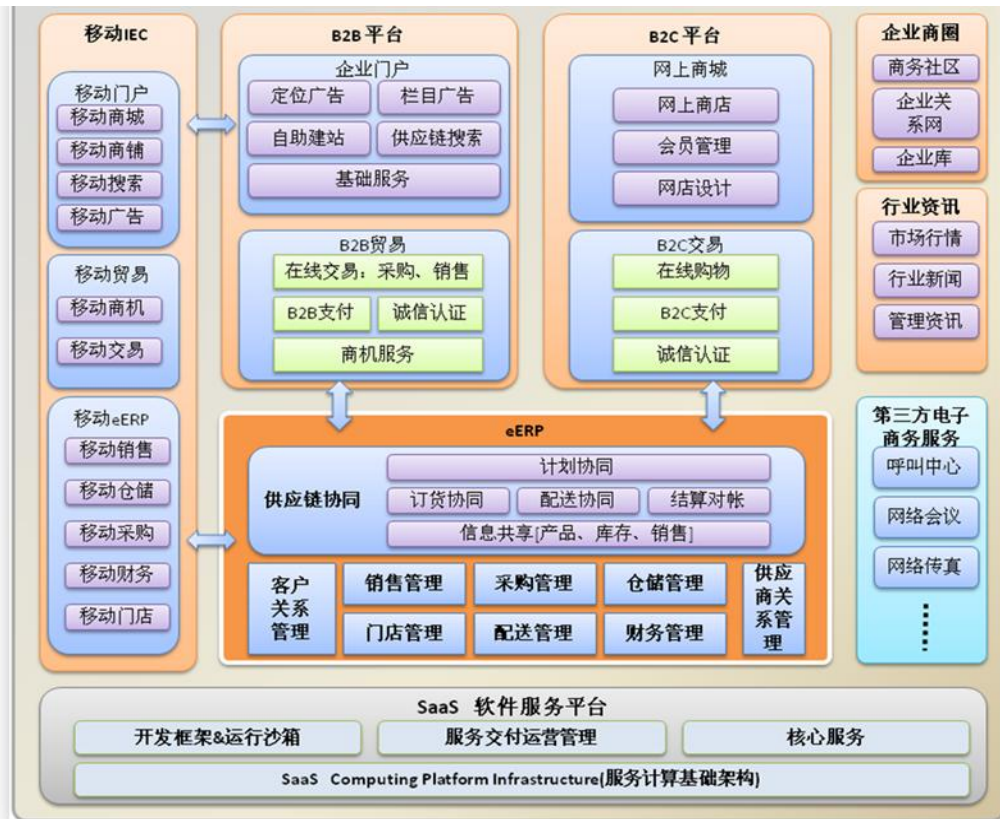 移动IEC
移动门户
移动商城
移动商铺
移动搜索
移动广告
移动贸易
移动商机
移动交易
移动eERP
移动销售
移动仓储
移动采购
移动财务
移动门店
B2B 平台
企业门户
定位广告
栏目广告
自助建站
供应链搜索
基础服务
B2B贸易
在线交易：采购、销售
B2B支付
诚信认证
商机服务
B2C 平台
网上商城
网上商店
会员管理
网店设计
B2C交易
在线购物
B2C支付
诚信认证
企业商圈
商务社区
企业关
系网
企业库
行业资讯
市场行情
行业新闻
管理资讯
eERP
供应链协同
计划协同
订货协同
配送协同
结算对帐
信息共享[产品、库存、销售]
客户
关系
管理
销售管理
采购管理
仓储管理
门店管理
配送管理
财务管理
供应
商关
系管
理
第三方电子
商务服务
呼叫中心
网络会议
网络传真
SaaS 软件服务平台
开发框架&运行沙箱
服务交付运营管理
核心服务
SaaS Computing Platform Infrastructure(服务计算基础架构)